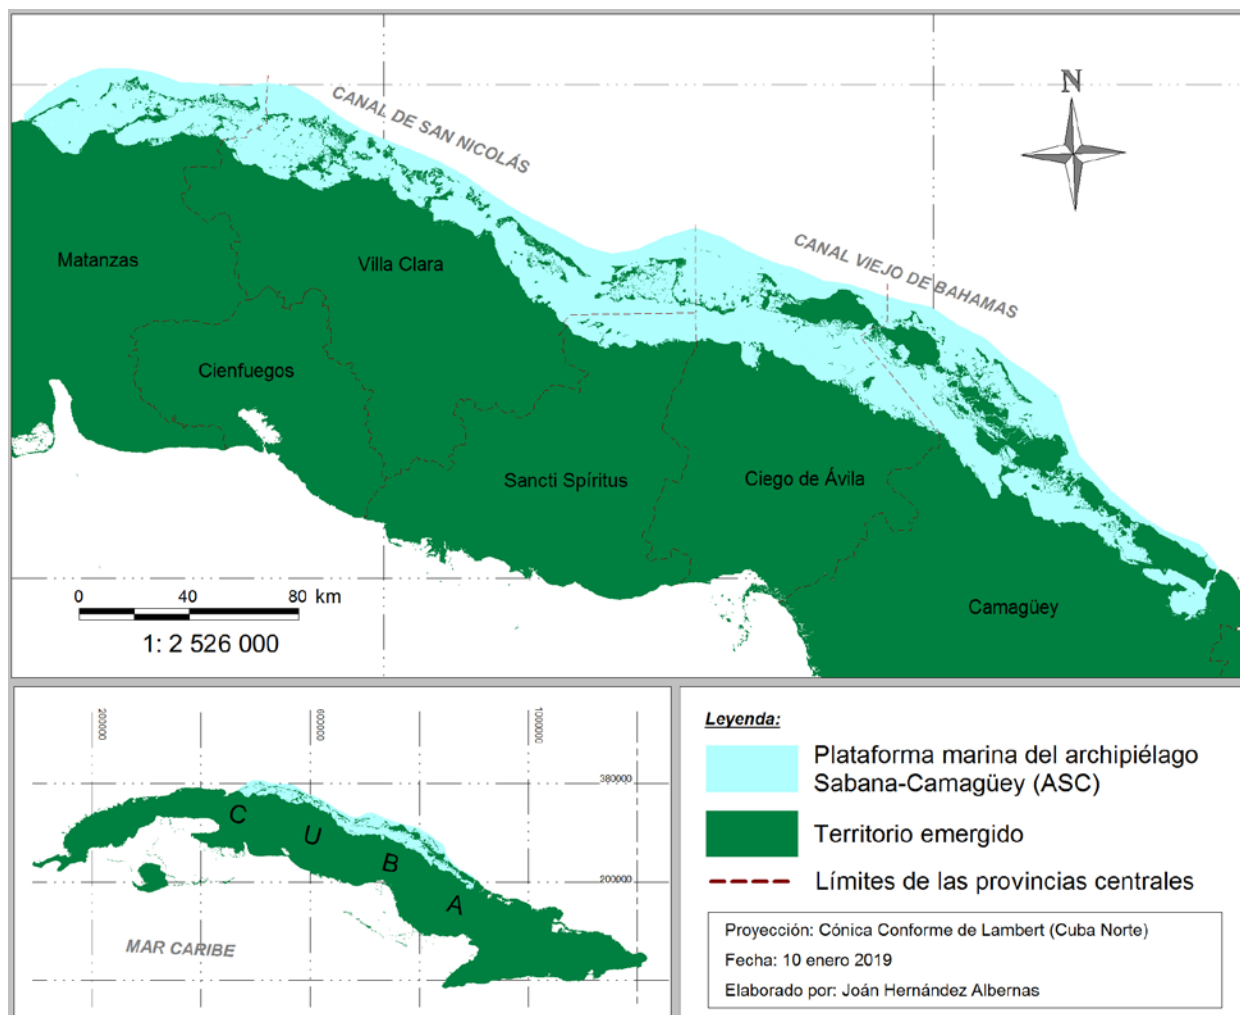 N
CANAL DE SAN NICOLÁS
CANAL VIEJO DE BAHAMAS
Matanzas
Villa Clara
Cienfuegos
Sancti Spíritus
Ciego de Ávila
Camagüey
0 40 80 km
1: 2 526 000
200000
600000
1000000
380000
200000
C
U
B
A
MAR CARIBE
Leyenda:
Plataforma marina del archipiélago
Sabana-Camagüey (ASC)
Territorio emergido
Límites de las provincias centrales
Proyección: Cónica Conforme de Lambert (Cuba Norte)
Fecha: 10 enero 2019
Elaborado por: Joán Hernández Albernas